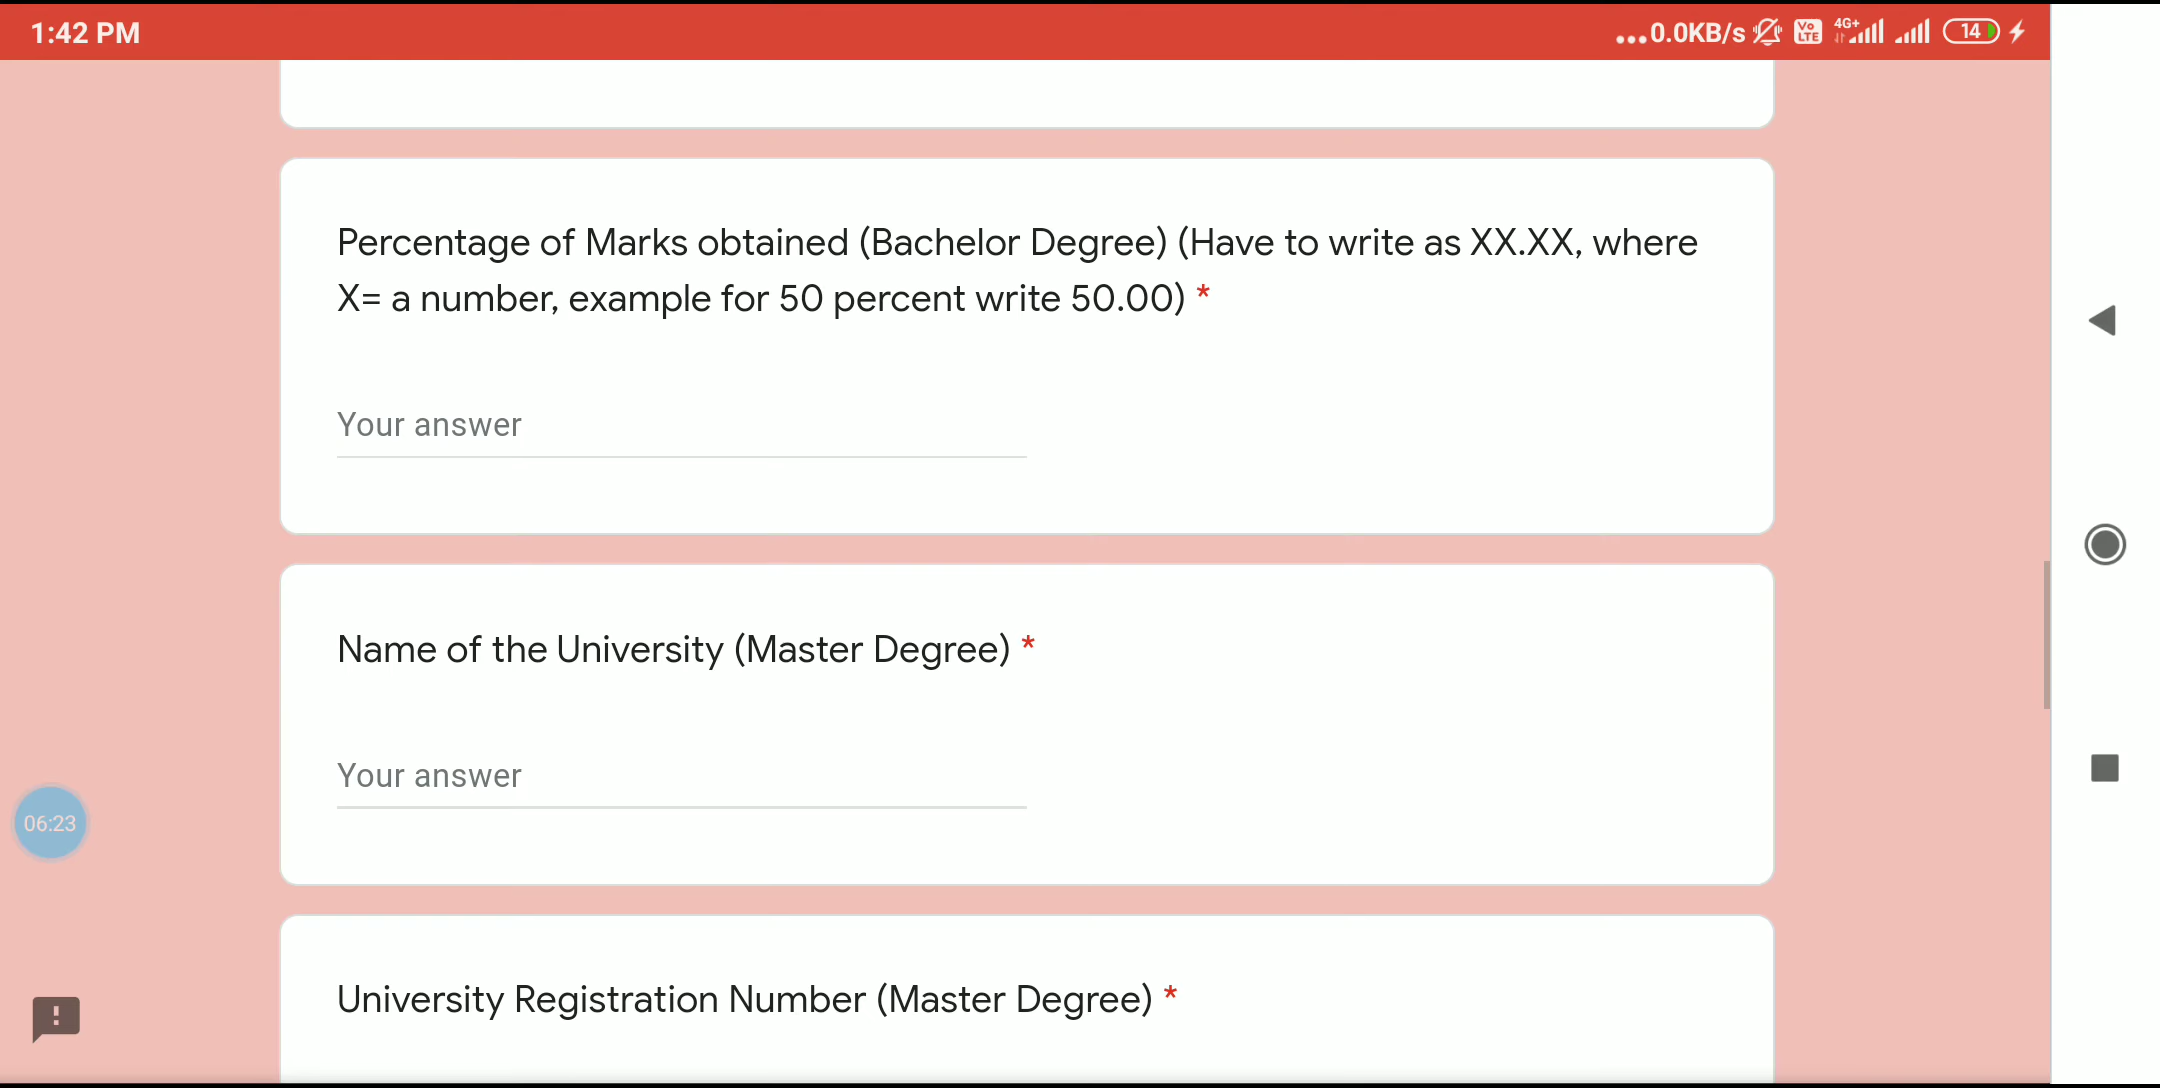 1:42 PM
...0.0KB/s Vo LTE 4G+ 14
Percentage of Marks obtained (Bachelor Degree) (Have to write as XX.XX, where
X= a number, example for 50 percent write 50.00) *
Your answer
Name of the University (Master Degree) *
Your answer
06:23
University Registration Number (Master Degree) *